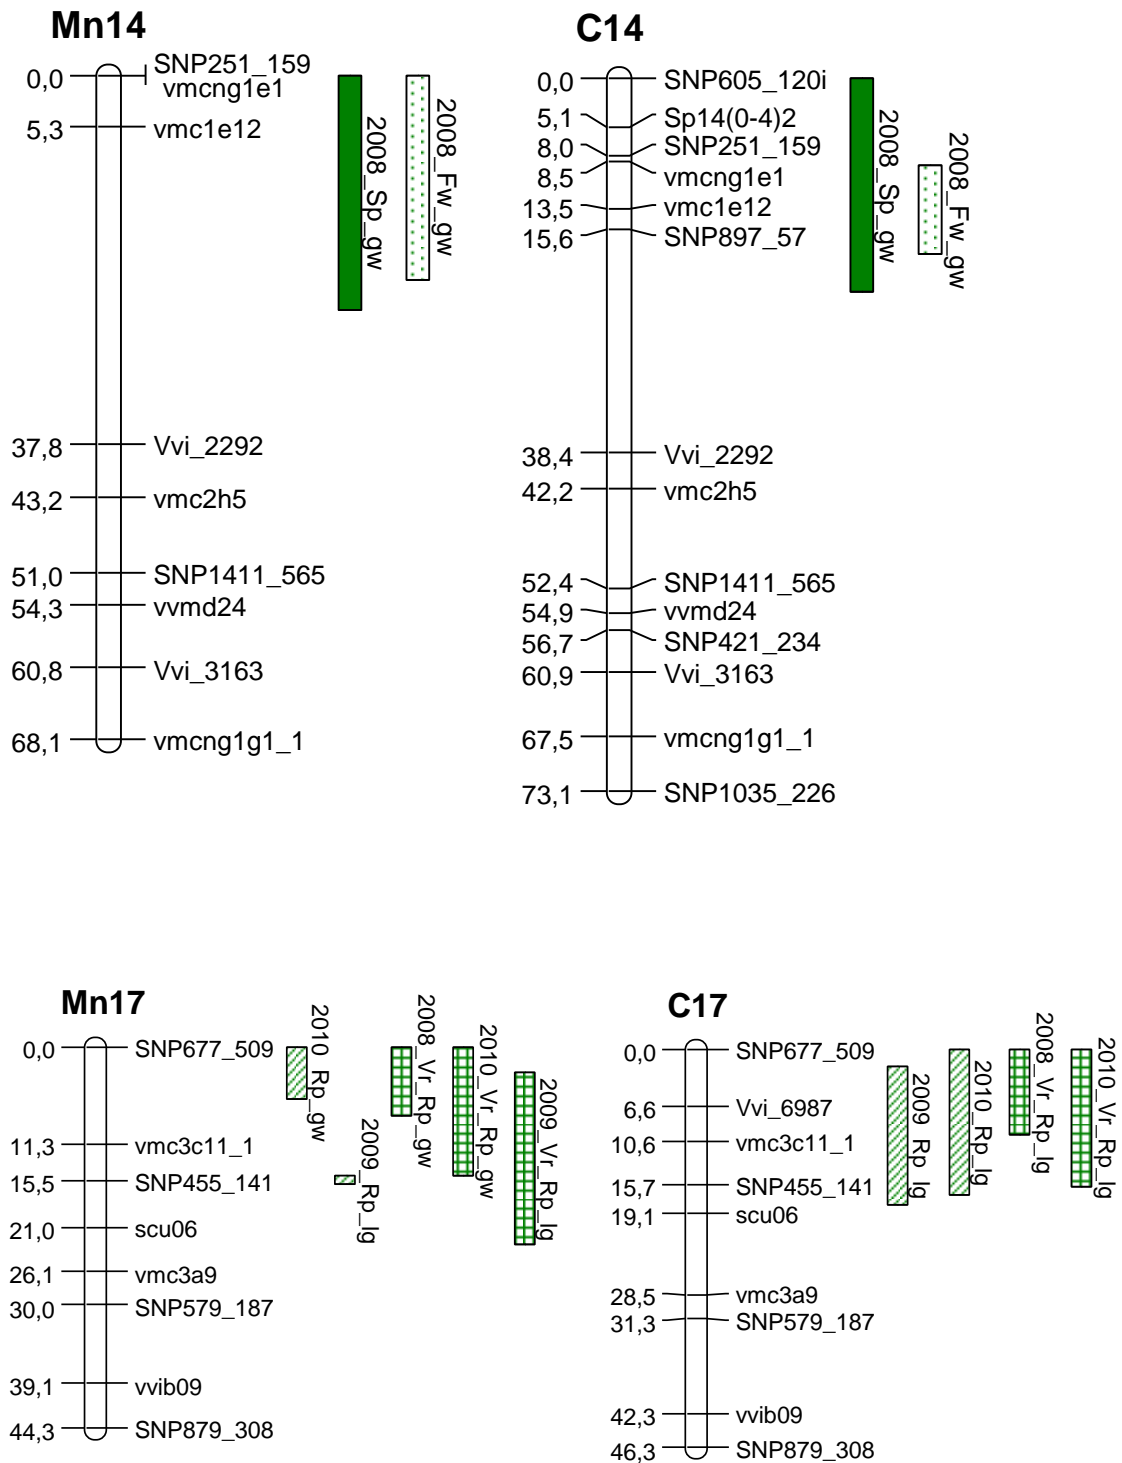 Mn14
0,0 SNP251_159
vmcng1e1
5,3 vmc1e12
37,8 Vvi_2292
43,2 vmc2h5
51,0 SNP1411_565
54,3 vvmd24
60,8 Vvi_3163
68,1 vmcng1g1_1
2008_Sp_gw
2008_Fw_gw
C14
0,0 SNP605_120i
5,1 Sp14(0-4)2
8,0 SNP251_159
8,5 vmcng1e1
13,5 vmc1e12
15,6 SNP897_57
38,4 Vvi_2292
42,2 vmc2h5
52,4 SNP1411_565
54,9 vvmd24
56,7 SNP421_234
60,9 Vvi_3163
67,5 vmcng1g1_1
73,1 SNP1035_226
2008_Sp_gw
2008_Fw_gw
Mn17
0,0 SNP677_509
11,3 vmc3c11_1
15,5 SNP455_141
21,0 scu06
26,1 vmc3a9
30,0 SNP579_187
39,1 vvib09
44,3 SNP879_308
2010_Rp_gw
2009_Rp_lg
2008_Vr_Rp_gw
2010_Vr_Rp_gw
2009_Vr_Rp_lg
C17
0,0 SNP677_509
6,6 Vvi_6987
10,6 vmc3c11_1
15,7 SNP455_141
19,1 scu06
28,5 vmc3a9
31,3 SNP579_187
42,3 vvib09
46,3 SNP879_308
2009_Rp_lg
2010_Rp_lg
2008_Vr_Rp_lg
2010_Vr_Rp_lg